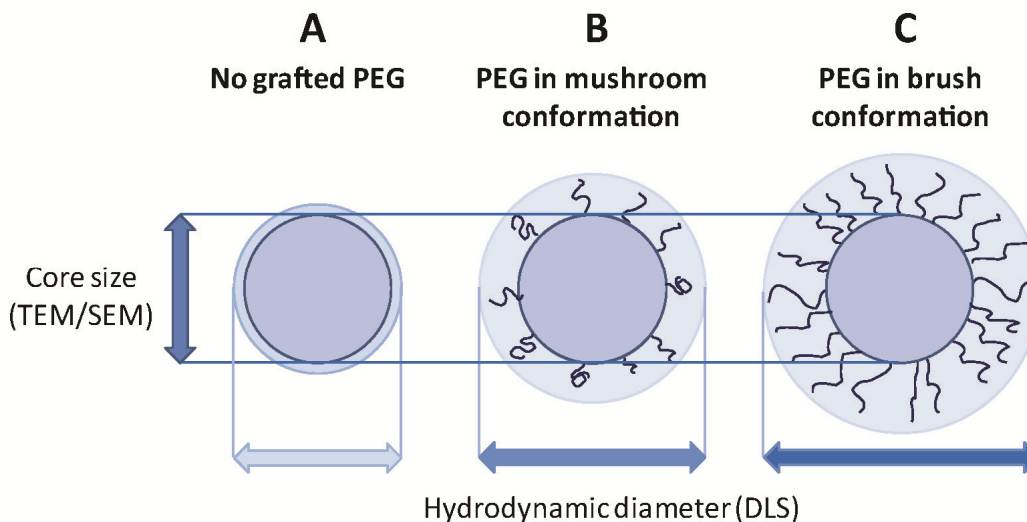 A
No grafted PEG
B
PEG in mushroom
conformation
C
PEG in brush
conformation
Core size
(TEM/SEM)
Hydrodynamic diameter (DLS)